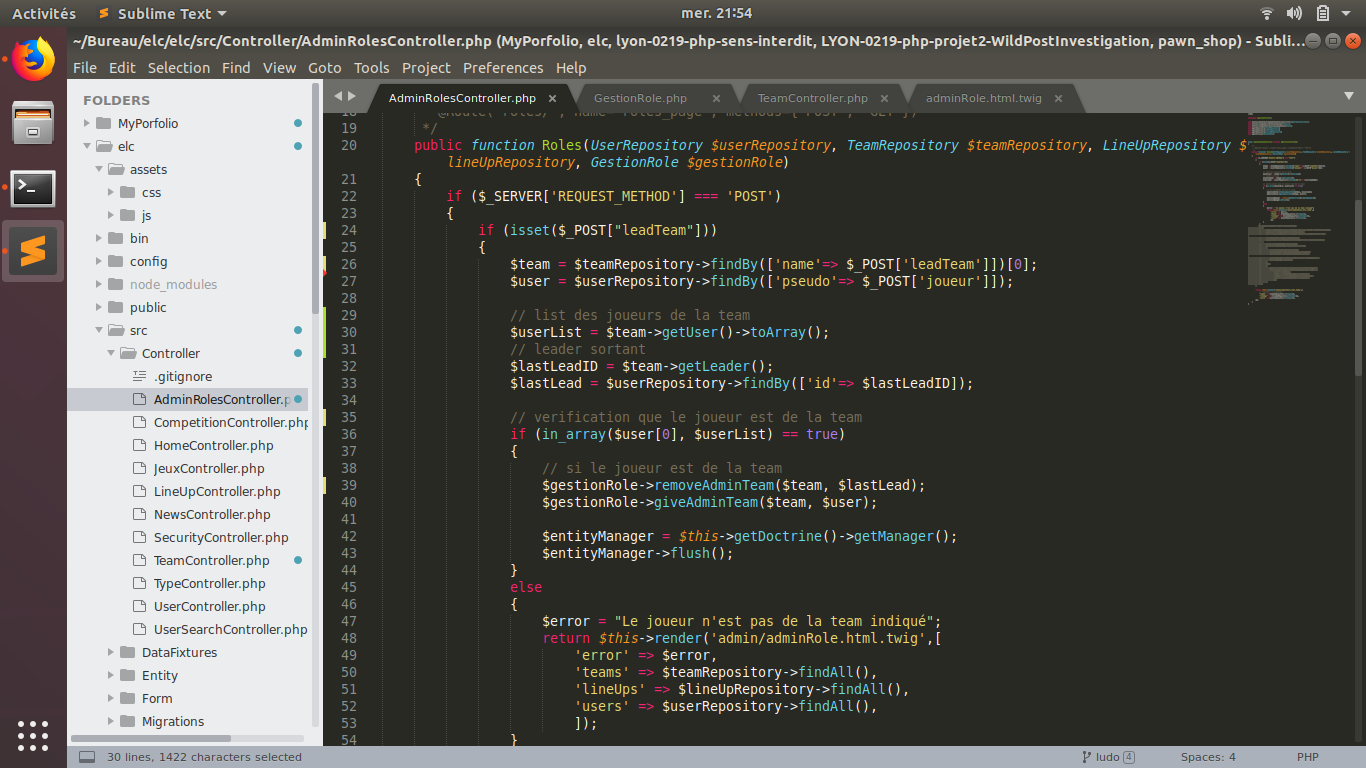 Activités
Sublime Text
mer. 21:54
~/Bureau/elc/elc/src/Controller/AdminRolesController.php (MyPorfolio, elc, lyon-0219-php-sens-interdit, LYON-0219-php-projet2-WildPostInvestigation, pawn_shop) - Subli...
File Edit Selection Find View Goto Tools Project Preferences Help
FOLDERS
MyPorfolio
elc
assets
css
js
bin
config
node_modules
public
src
Controller
.gitignore
AdminRolesController.p
CompetitionController.php
HomeController.php
JeuxController.php
LineUpController.php
NewsController.php
SecurityController.php
TeamController.php
TypeController.php
UserController.php
UserSearchController.php
DataFixtures
Entity
Form
Migrations
AdminRolesController.php × GestionRole.php × TeamController.php × adminRole.html.twig ×
19 */
20 public function Roles(UserRepository $userRepository, TeamRepository $teamRepository, LineUpRepository $
lineUpRepository, GestionRole $gestionRole)
21 {
22 if ($_SERVER['REQUEST_METHOD'] === 'POST')
23 {
24 if (isset($_POST["leadTeam"]))
25 {
26 $team = $teamRepository->findBy(['name'=> $_POST['leadTeam']])[0];
27 $user = $userRepository->findBy(['pseudo'=> $_POST['joueur']]);
28
29 // list des joueurs de la team
30 $userList = $team->getUser()->toArray();
31 // leader sortant
32 $lastLeadID = $team->getLeader();
33 $lastLead = $userRepository->findBy(['id'=> $lastLeadID]);
34
35 // verification que le joueur est de la team
36 if (in_array($user[0], $userList) == true)
37 {
38 // si le joueur est de la team
39 $gestionRole->removeAdminTeam($team, $lastLead);
40 $gestionRole->giveAdminTeam($team, $user);
41
42 $entityManager = $this->getDoctrine()->getManager();
43 $entityManager->flush();
44 }
45 else
46 {
47 $error = "Le joueur n'est pas de la team indiqué";
48 return $this->render('admin/adminRole.html.twig',[
49 'error' => $error,
50 'teams' => $teamRepository->findAll(),
51 'lineUps' => $lineUpRepository->findAll(),
52 'users' => $userRepository->findAll(),
53 ]);
54 }
30 lines, 1422 characters selected
ludo 4
Spaces: 4
PHP